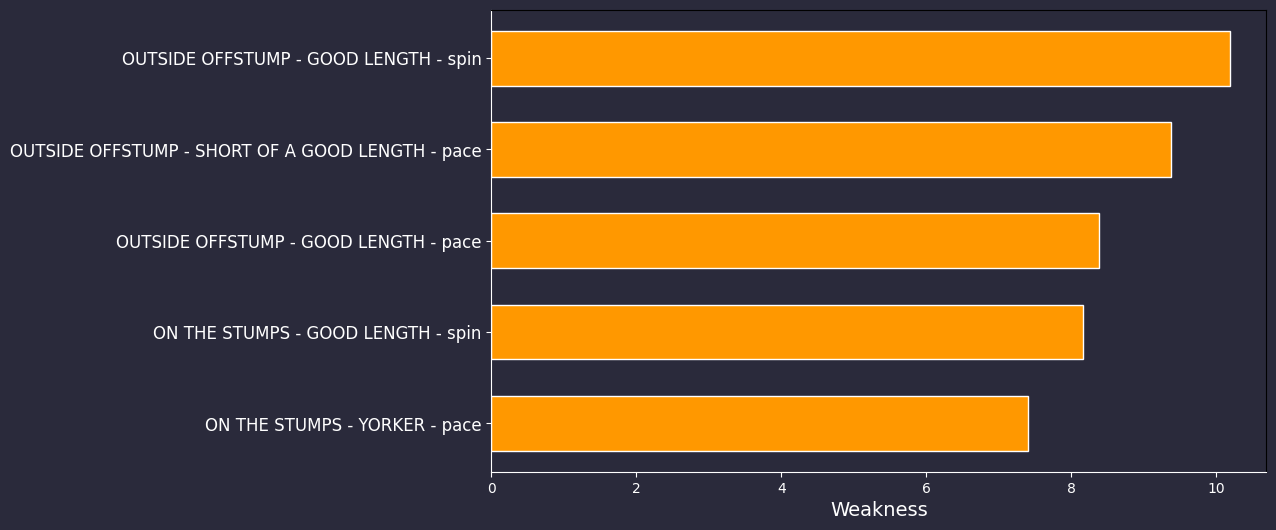 OUTSIDE OFFSTUMP - GOOD LENGTH - spin
OUTSIDE OFFSTUMP - SHORT OF A GOOD LENGTH - pace
OUTSIDE OFFSTUMP - GOOD LENGTH - pace
ON THE STUMPS - GOOD LENGTH - spin
ON THE STUMPS - YORKER - pace
0 2 4 6 8 10
Weakness